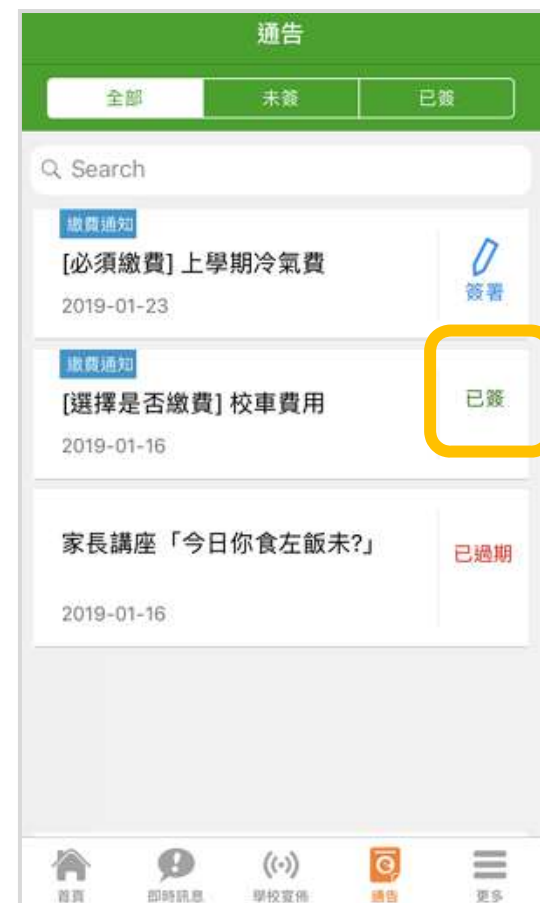 通告
全部 未簽 已簽
Search
繳費通知
[必須繳費] 上學期冷氣費
簽署
2019-01-23
繳費通知
[選擇是否繳費] 校車費用
已簽
2019-01-16
家長講座「今日你食左飯未?」
已過期
2019-01-16
首頁 即時訊息 學校宣佈 通告 更多